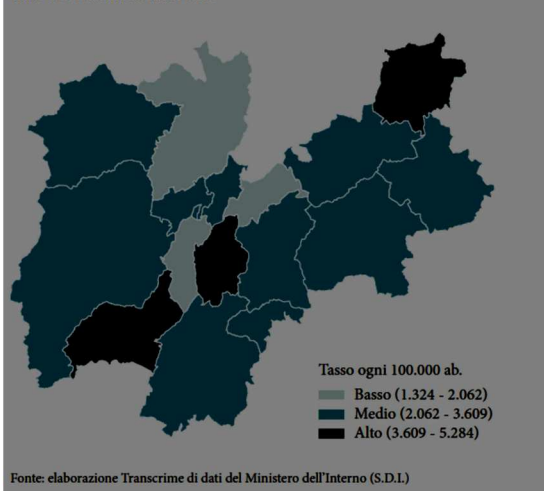 Tasso ogni 100.000 ab.
Basso (1.324 - 2.062)
Medio (2.062 - 3.609)
Alto (3.609 - 5.284)
Fonte: elaborazione Transcrime di dati del Ministero dell'Interno (S.D.I.)